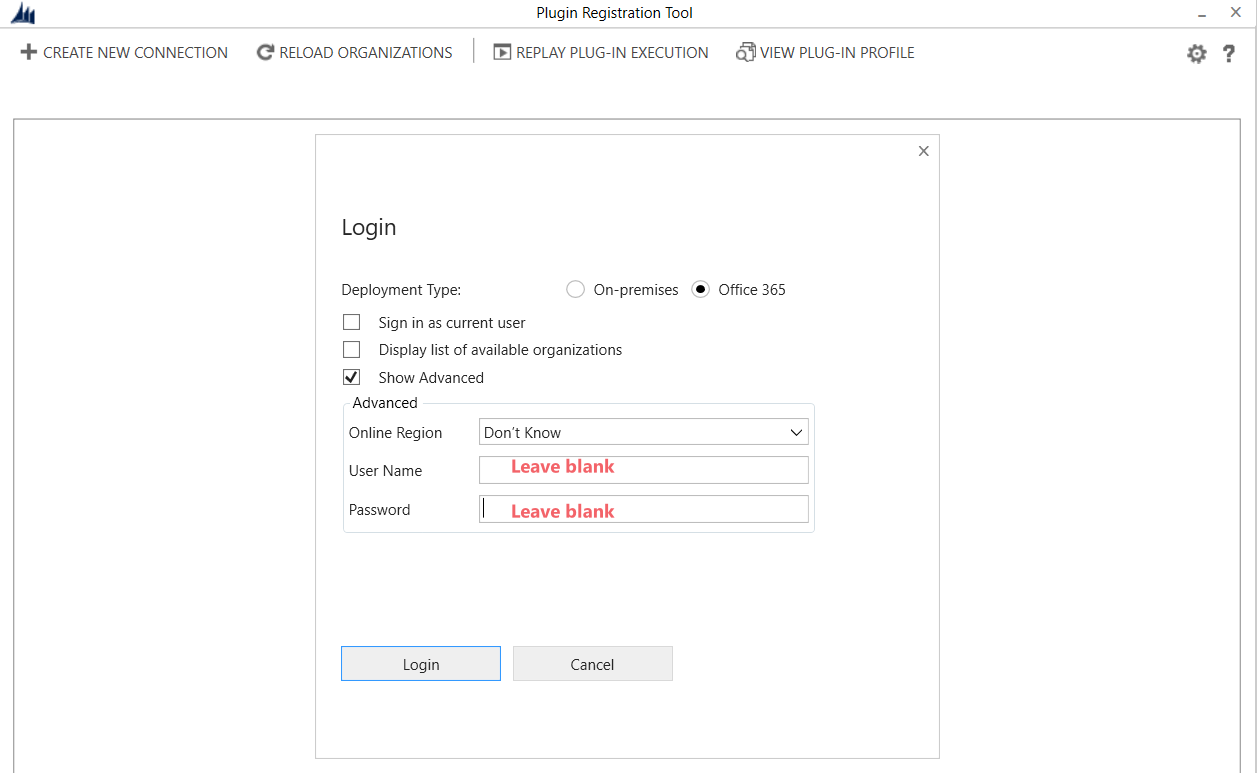 Plugin Registration Tool
CREATE NEW CONNECTION RELOAD ORGANIZATIONS REPLAY PLUG-IN EXECUTION VIEW PLUG-IN PROFILE ?
Login
Deployment Type: On-premises Office 365
Sign in as current user
Display list of available organizations
Show Advanced
Advanced
Online Region Don't Know
User Name Leave blank
Password Leave blank
Login Cancel